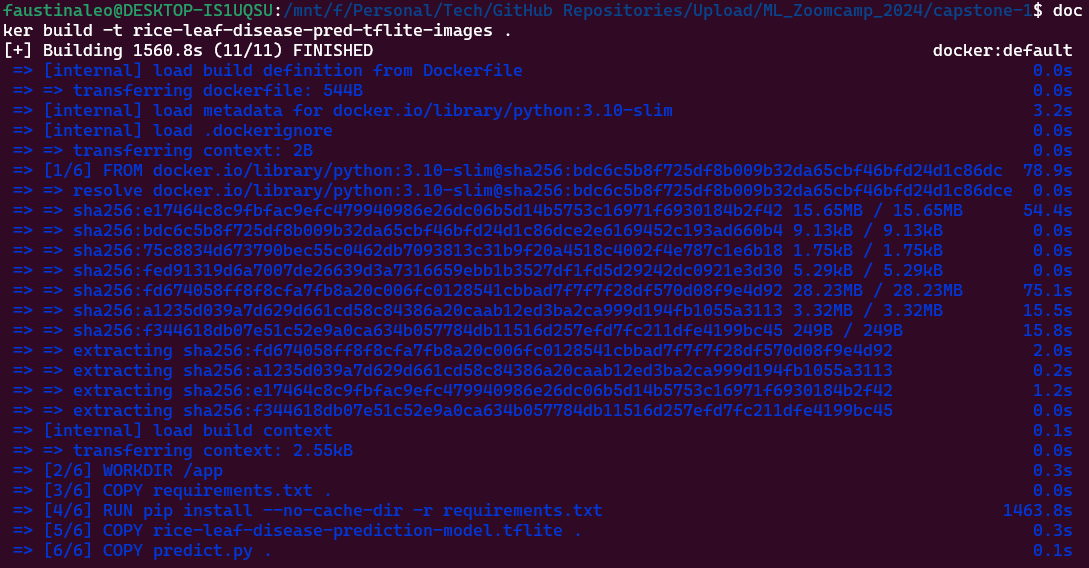 faustinaleo@DESKTOP-IS1UQSU:/mnt/f/Personal/Tech/GitHub Repositories/Upload/ML_Zoomcamp_2024/capstone-1$ doc
ker build -t rice-leaf-disease-pred-tflite-images .
[+] Building 1560.8s (11/11) FINISHED docker:default
=> [internal] load build definition from Dockerfile 0.0s
=> => transferring dockerfile: 544B 0.0s
=> [internal] load metadata for docker.io/library/python:3.10-slim 3.2s
=> [internal] load .dockerignore 0.0s
=> => transferring context: 2B 0.0s
=> [1/6] FROM docker.io/library/python:3.10-slim@sha256:bdc6c5b8f725df8b009b32da65cbf46bfd24d1c86dc 78.9s
=> => resolve docker.io/library/python:3.10-slim@sha256:bdc6c5b8f725df8b009b32da65cbf46bfd24d1c86dce 0.0s
=> => sha256:e17464c8c9fbfac9efc479940986e26dc06b5d14b5753c16971f6930184b2f42 15.65MB / 15.65MB 54.4s
=> => sha256:bdc6c5b8f725df8b009b32da65cbf46bfd24d1c86dce2e6169452c193ad660b4 9.13kB / 9.13kB 0.0s
=> => sha256:75c8834d673790bec55c0462db7093813c31b9f20a4518c4002f4e787c1e6b18 1.75kB / 1.75kB 0.0s
=> => sha256:fed91319d6a7007de26639d3a7316659ebb1b3527df1fd5d29242dc0921e3d30 5.29kB / 5.29kB 0.0s
=> => sha256:fd674058ff8f8cfa7fb8a20c006fc0128541cbbad7f7f7f28df570d08f9e4d92 28.23MB / 28.23MB 75.1s
=> => sha256:a1235d039a7d629d661cd58c84386a20caab12ed3ba2ca999d194fb1055a3113 3.32MB / 3.32MB 15.5s
=> => sha256:f344618db07e51c52e9a0ca634b057784db11516d257efd7fc211dfe4199bc45 249B / 249B 15.8s
=> => extracting sha256:fd674058ff8f8cfa7fb8a20c006fc0128541cbbad7f7f7f28df570d08f9e4d92 2.0s
=> => extracting sha256:a1235d039a7d629d661cd58c84386a20caab12ed3ba2ca999d194fb1055a3113 0.2s
=> => extracting sha256:e17464c8c9fbfac9efc479940986e26dc06b5d14b5753c16971f6930184b2f42 1.2s
=> => extracting sha256:f344618db07e51c52e9a0ca634b057784db11516d257efd7fc211dfe4199bc45 0.0s
=> [internal] load build context 0.1s
=> => transferring context: 2.55kB 0.0s
=> [2/6] WORKDIR /app 0.3s
=> [3/6] COPY requirements.txt . 0.0s
=> [4/6] RUN pip install --no-cache-dir -r requirements.txt 1463.8s
=> [5/6] COPY rice-leaf-disease-prediction-model.tflite . 0.3s
=> [6/6] COPY predict.py . 0.1s